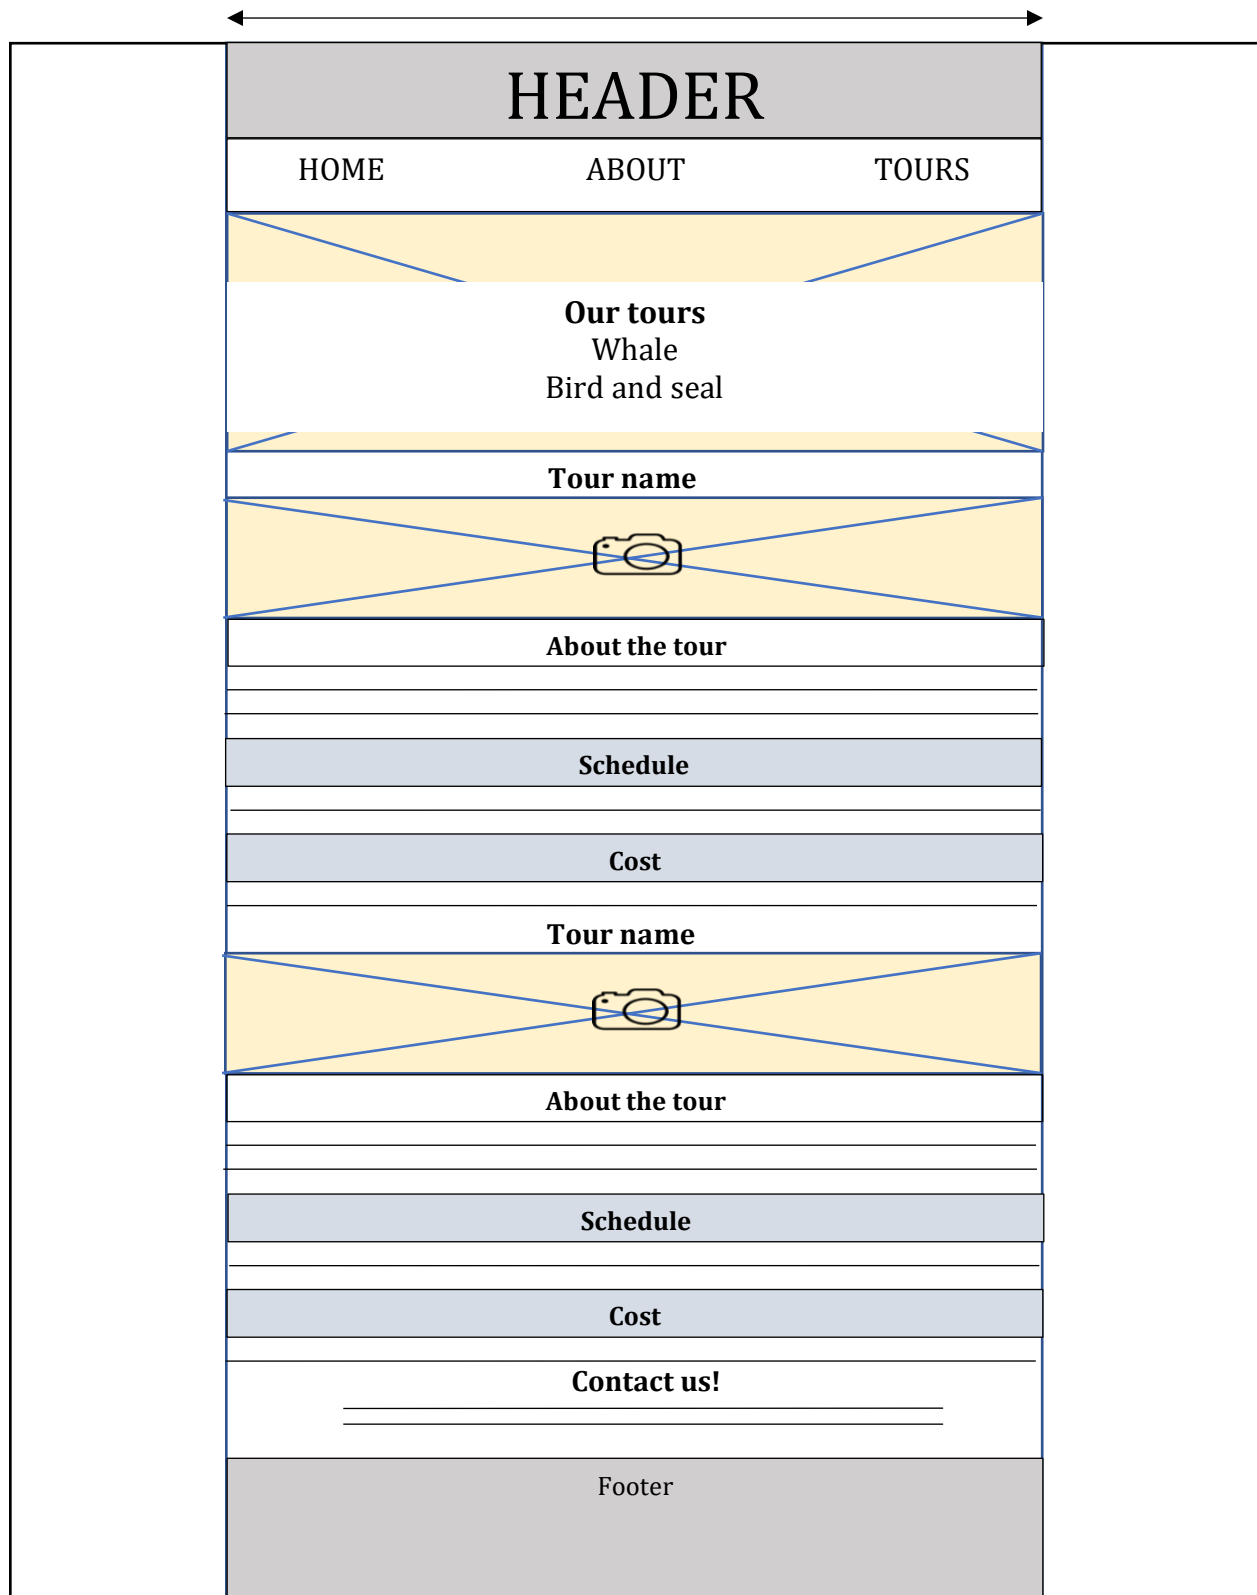 HEADER
HOME ABOUT TOURS
Our tours
Whale
Bird and seal
Tour name
About the tour
Schedule
Cost
Tour name
About the tour
Schedule
Cost
Contact us!
Footer